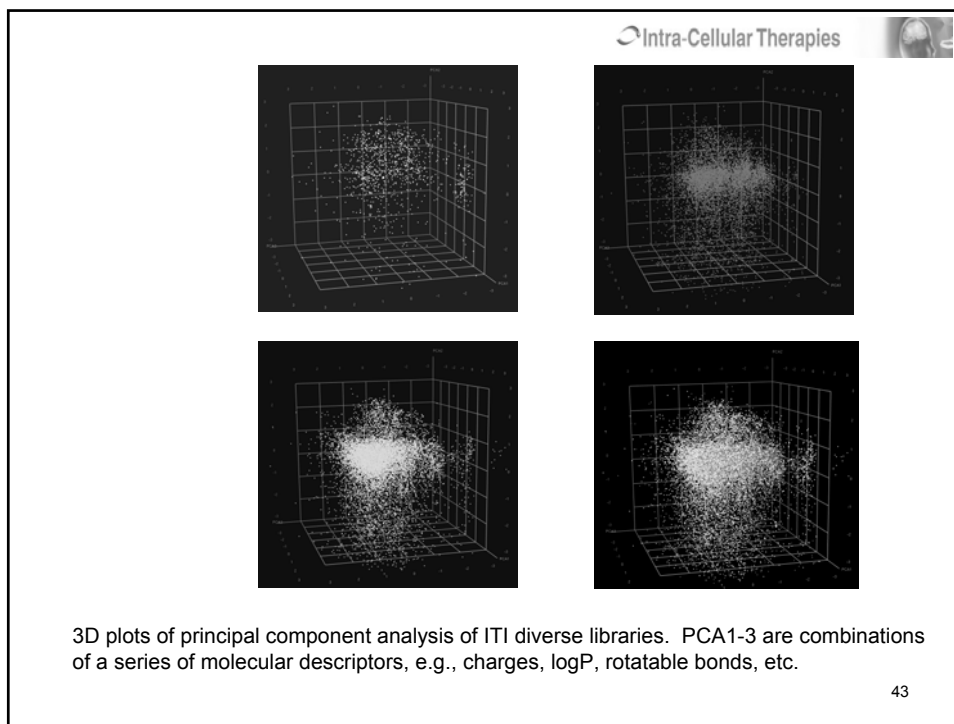 Intra-Cellular Therapies
3D plots of principal component analysis of ITI diverse libraries.  PCA1-3 are combinations
of a series of molecular descriptors, e.g., charges, logP, rotatable bonds, etc.
43